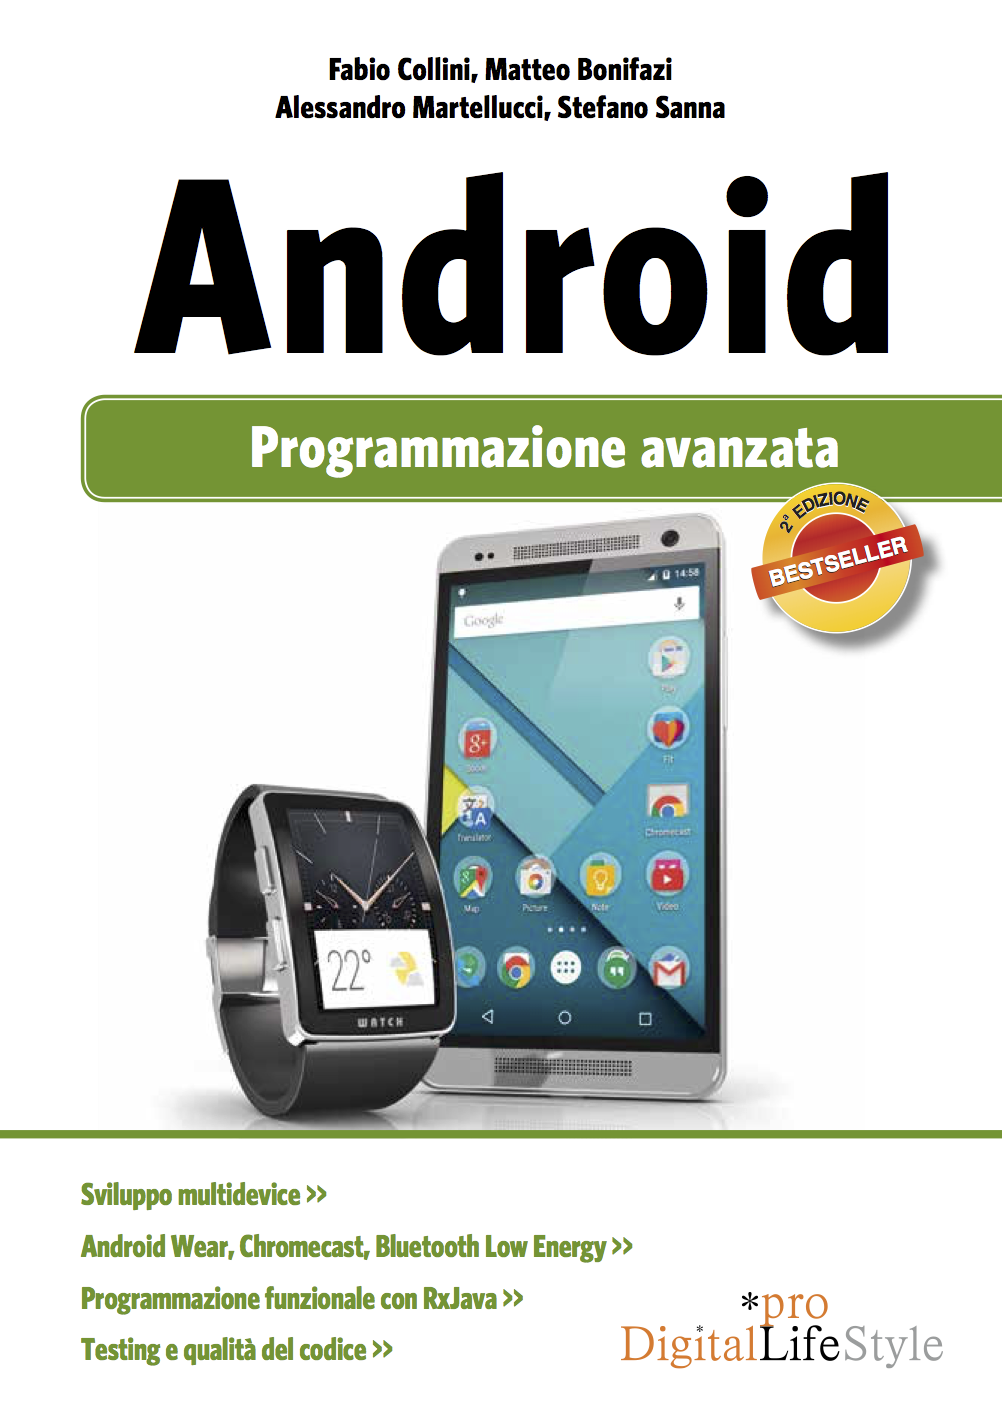 Fabio Collini, Matteo Bonifazi
Alessandro Martellucci, Stefano Sanna
Android
Programmazione avanzata
2ª EDIZIONE
BESTSELLER
14:58
Google
Play
Fit
Translator
Chromecast
Map
Picture
Note
Video
22°
WATCH
Sviluppo multidevice >>
Android Wear, Chromecast, Bluetooth Low Energy >>
Programmazione funzionale con RxJava >>
Testing e qualità del codice >>
*pro
DigitalLifeStyle